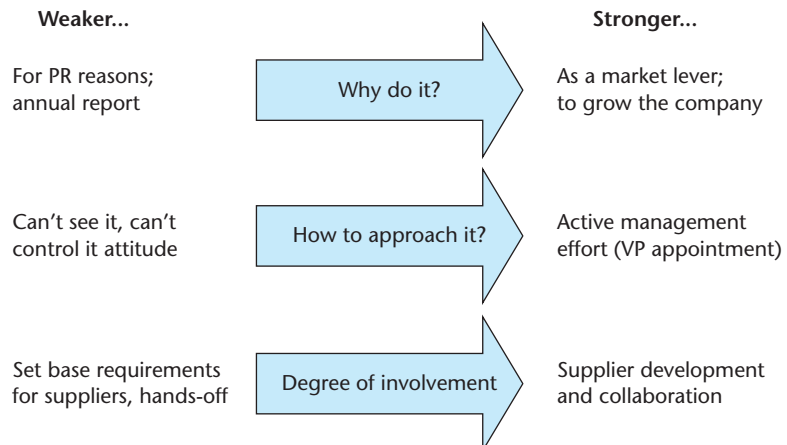 Weaker...
Stronger...
For PR reasons;
annual report
Why do it?
As a market lever;
to grow the company
Can’t see it, can’t
control it attitude
How to approach it?
Active management
effort (VP appointment)
Set base requirements
for suppliers, hands-off
Degree of involvement
Supplier development
and collaboration